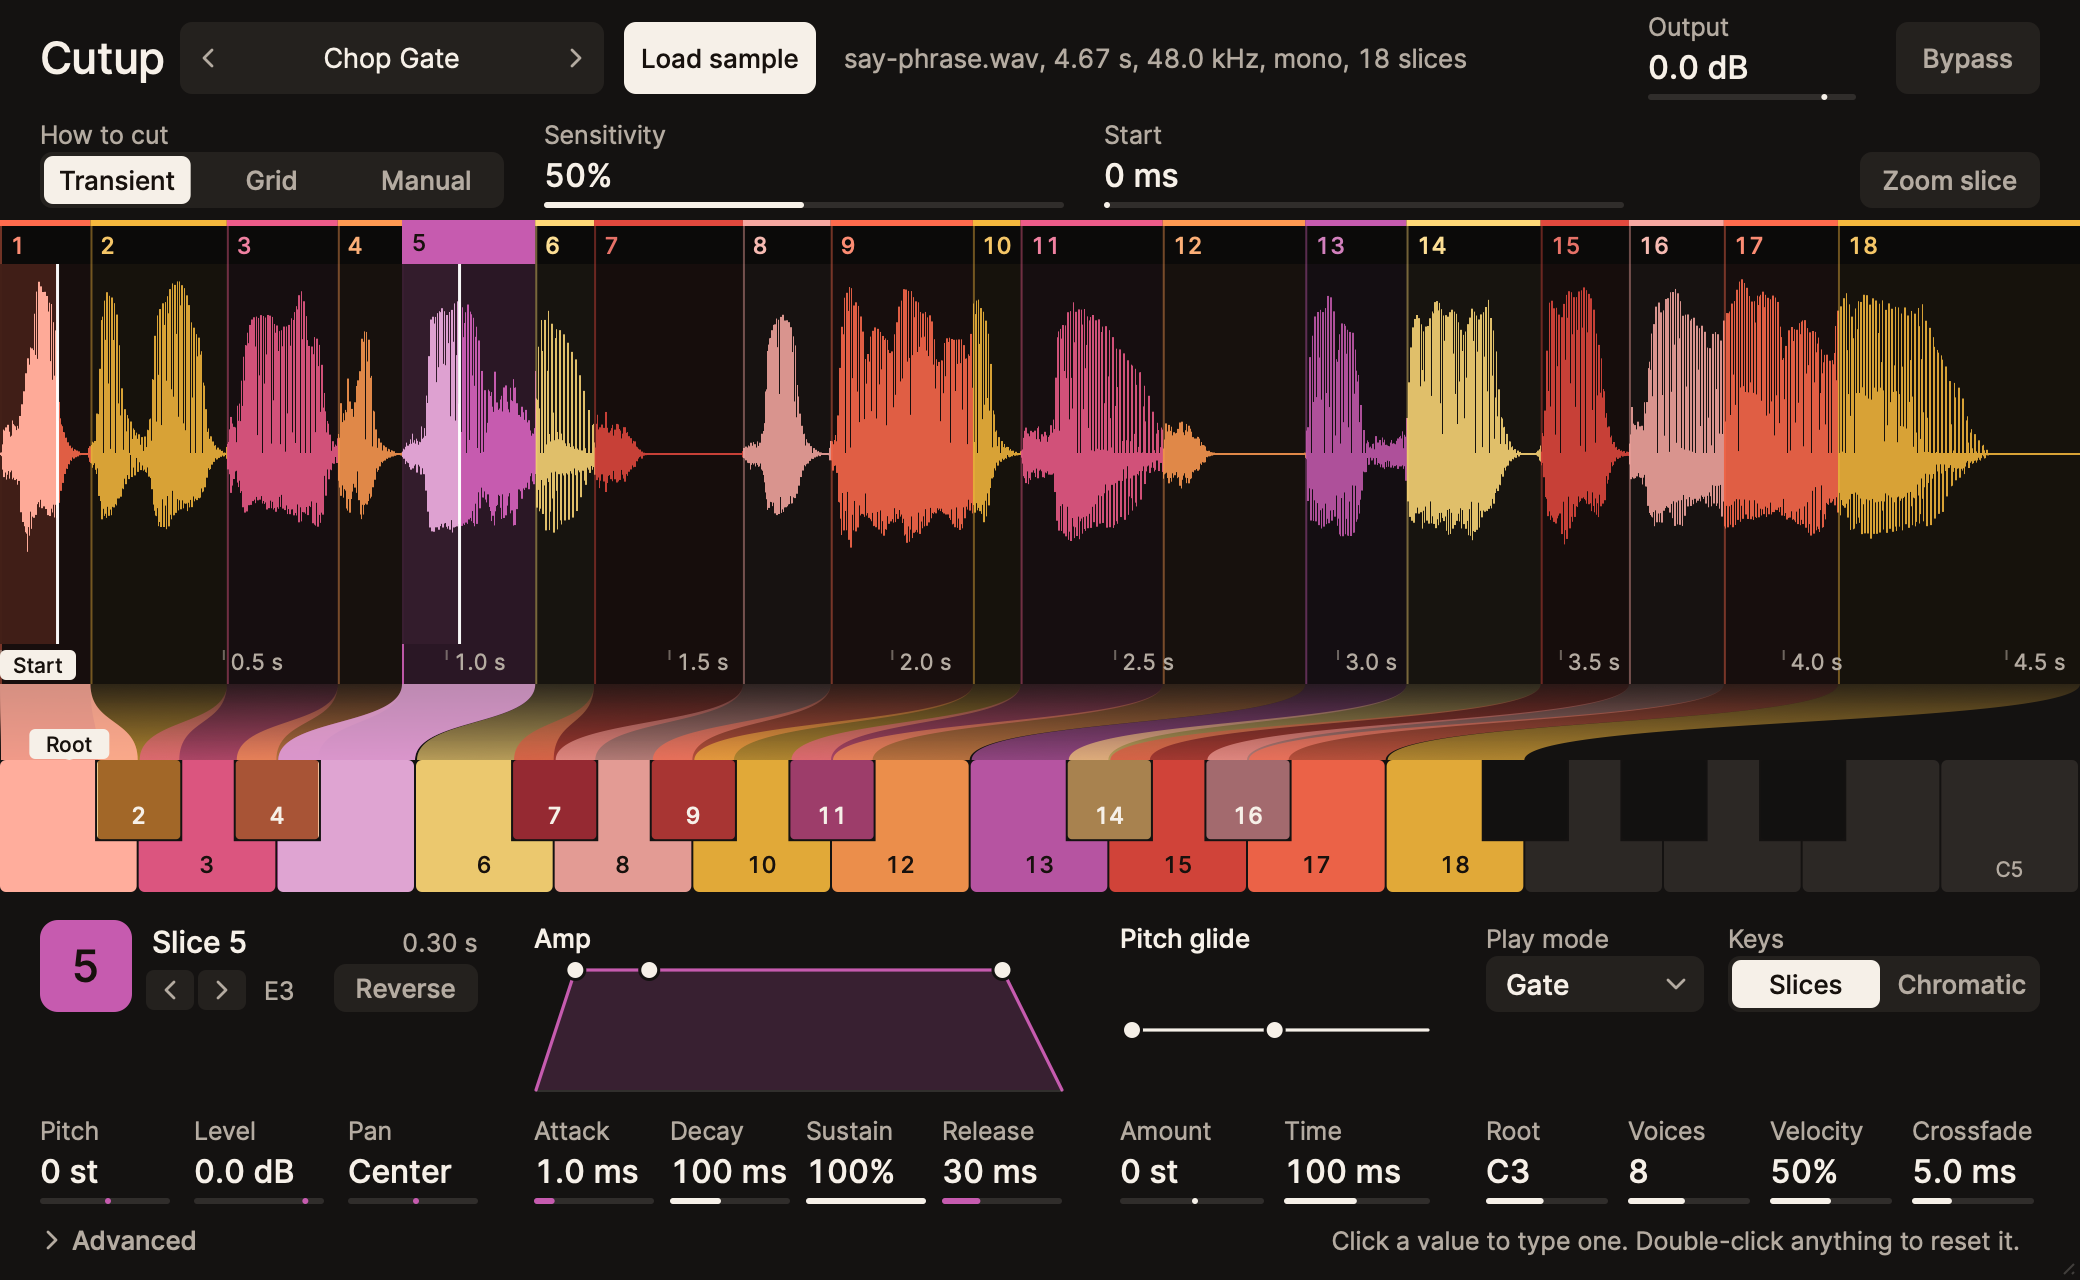 Cutup
Chop Gate
Load sample
say-phrase.wav, 4.67 s, 48.0 kHz, mono, 18 slices
Output
0.0 dB
Bypass
How to cut
Transient
Grid
Manual
Sensitivity
50%
Start
0 ms
Zoom slice
1
2
3
4
5
6
7
8
9
10
11
12
13
14
15
16
17
18
Start
0.5 s
1.0 s
1.5 s
2.0 s
2.5 s
3.0 s
3.5 s
4.0 s
4.5 s
Root
2
4
7
9
11
14
16
3
6
8
10
12
13
15
17
18
C5
5
Slice 5
0.30 s
E3
Reverse
Amp
Pitch glide
Play mode
Gate
Keys
Slices
Chromatic
Pitch
0 st
Level
0.0 dB
Pan
Center
Attack
1.0 ms
Decay
100 ms
Sustain
100%
Release
30 ms
Amount
0 st
Time
100 ms
Root
C3
Voices
8
Velocity
50%
Crossfade
5.0 ms
Advanced
Click a value to type one. Double-click anything to reset it.